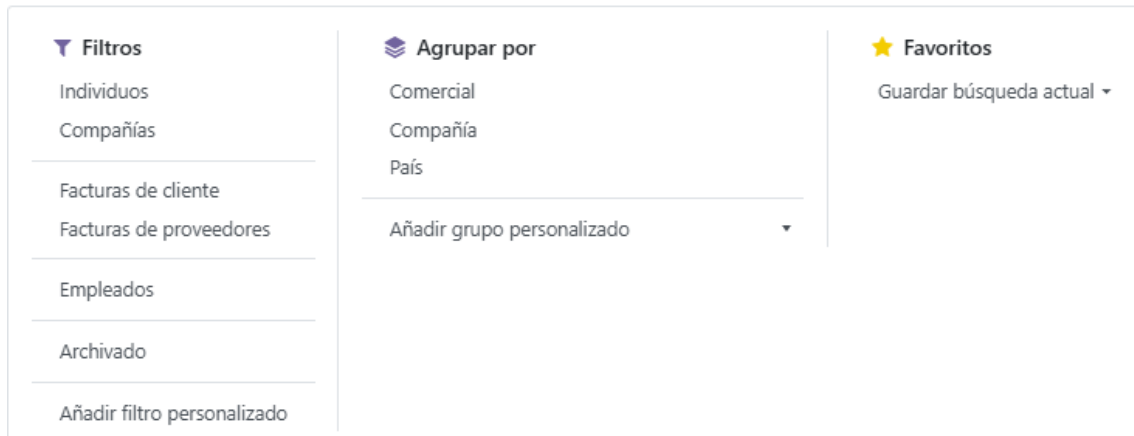 Filtros
Individuos
Compañías
Facturas de cliente
Facturas de proveedores
Empleados
Archivado
Añadir filtro personalizado
Agrupar por
Comercial
Compañía
País
Añadir grupo personalizado
Favoritos
Guardar búsqueda actual